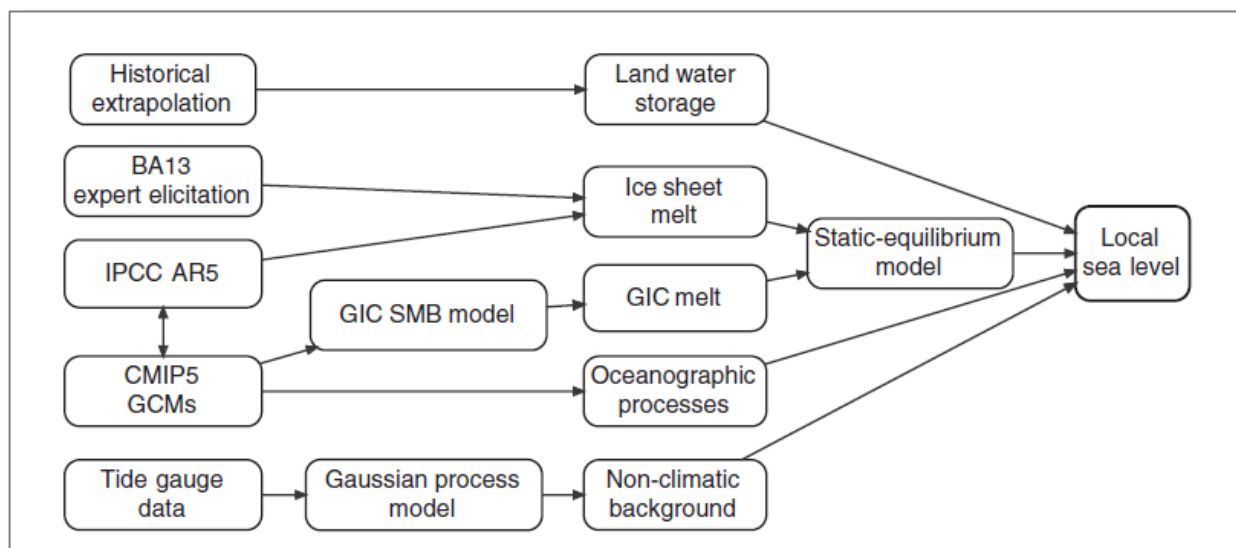 Historical
extrapolation
Land water
storage
BA13
expert elicitation
Ice sheet
melt
Static-equilibrium
model
Local
sea level
IPCC AR5
GIC SMB model
GIC melt
CMIP5
GCMs
Oceanographic
processes
Tide gauge
data
Gaussian process
model
Non-climatic
background